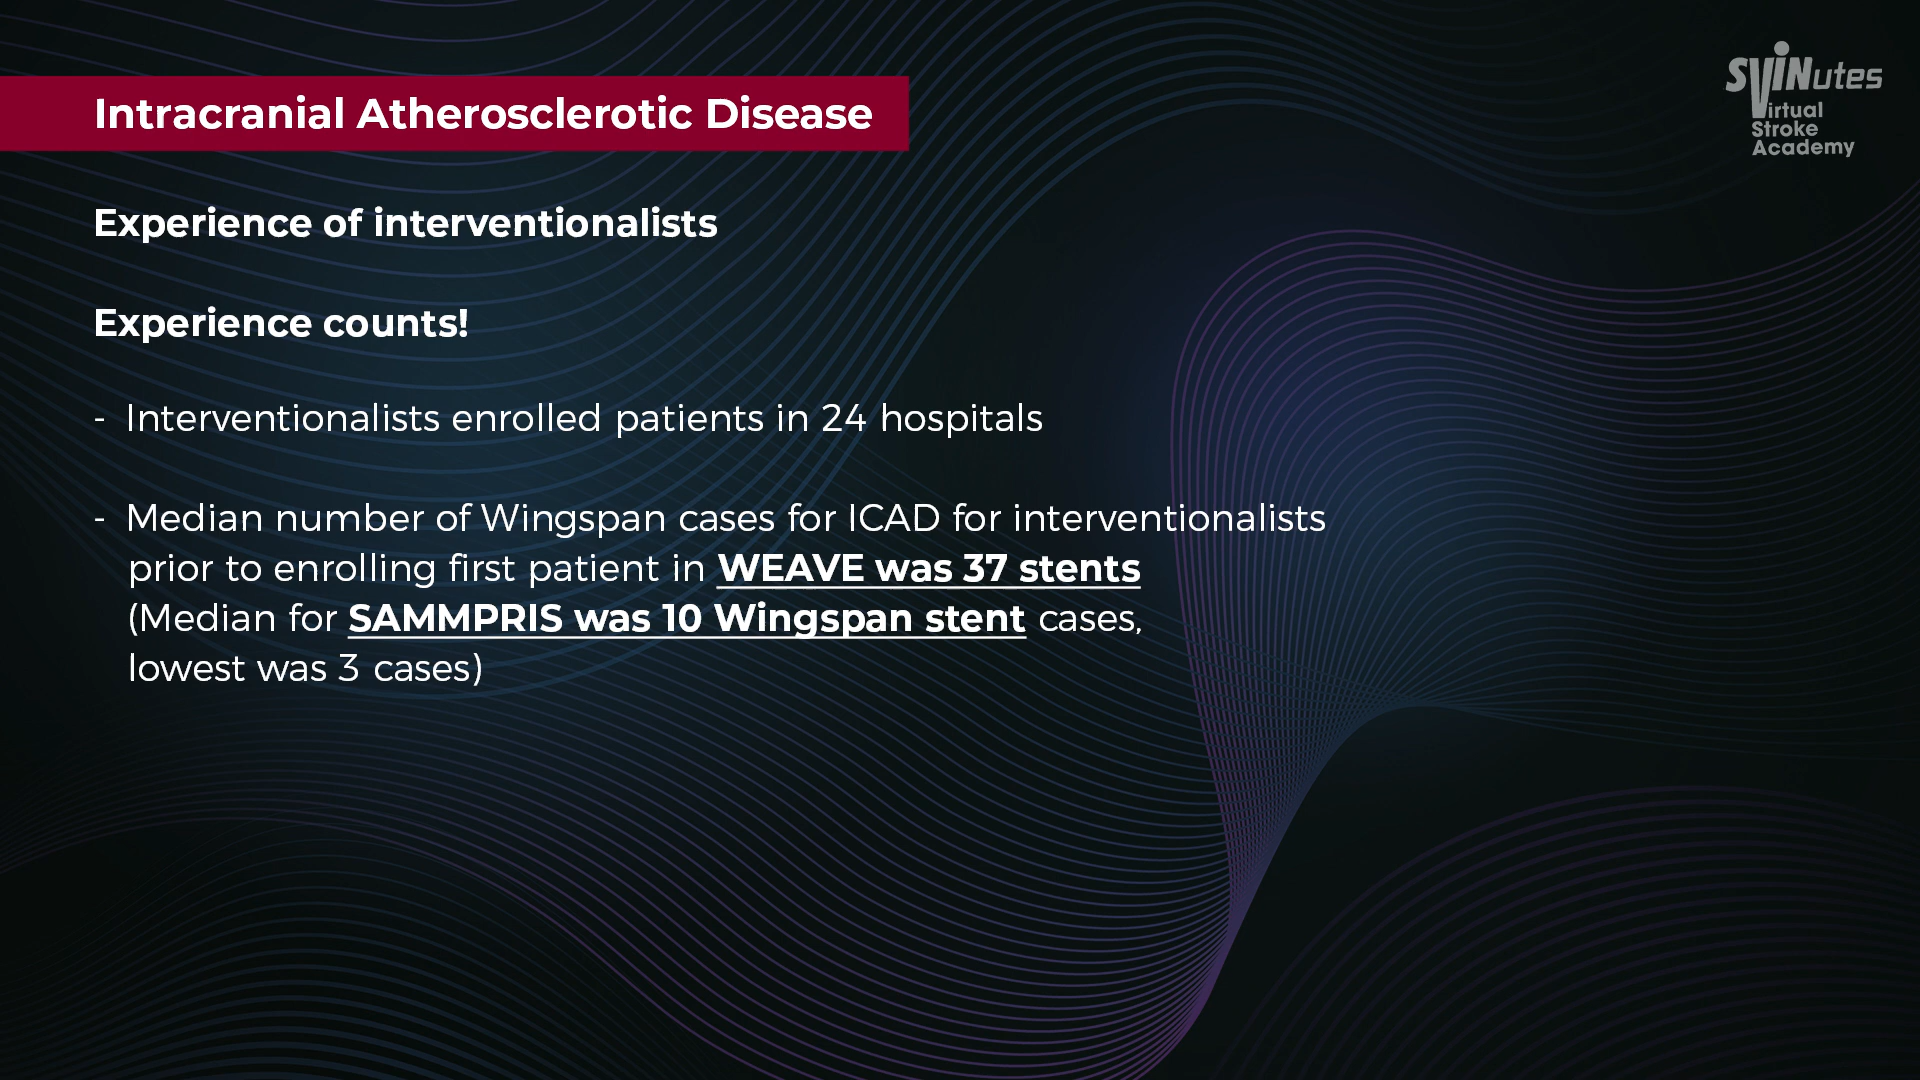 Intracranial Atherosclerotic Disease
SVINutes
Virtual
Stroke
Academy
Experience of interventionalists
Experience counts!
- Interventionalists enrolled patients in 24 hospitals
- Median number of Wingspan cases for ICAD for interventionalists
prior to enrolling first patient in WEAVE was 37 stents
(Median for SAMMPRIS was 10 Wingspan stent cases,
lowest was 3 cases)